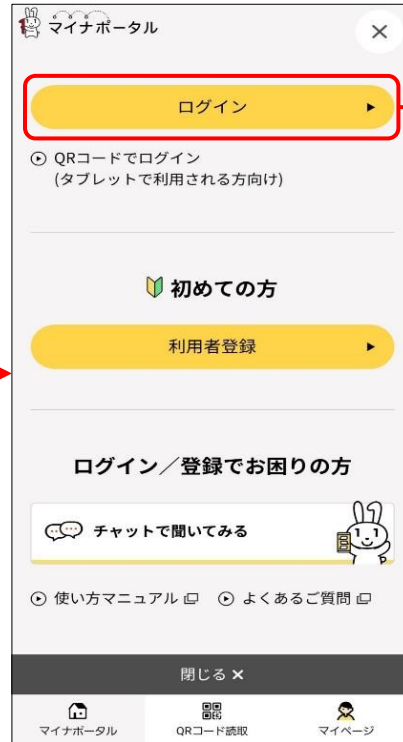 マイナポータル
ログイン
QRコードでログイン
(タブレットで利用される方向け)
初めての方
利用者登録
ログイン／登録でお困りの方
チャットで聞いてみる
使い方マニュアル よくあるご質問
閉じる ×
マイナポータル QRコード読取 マイページ